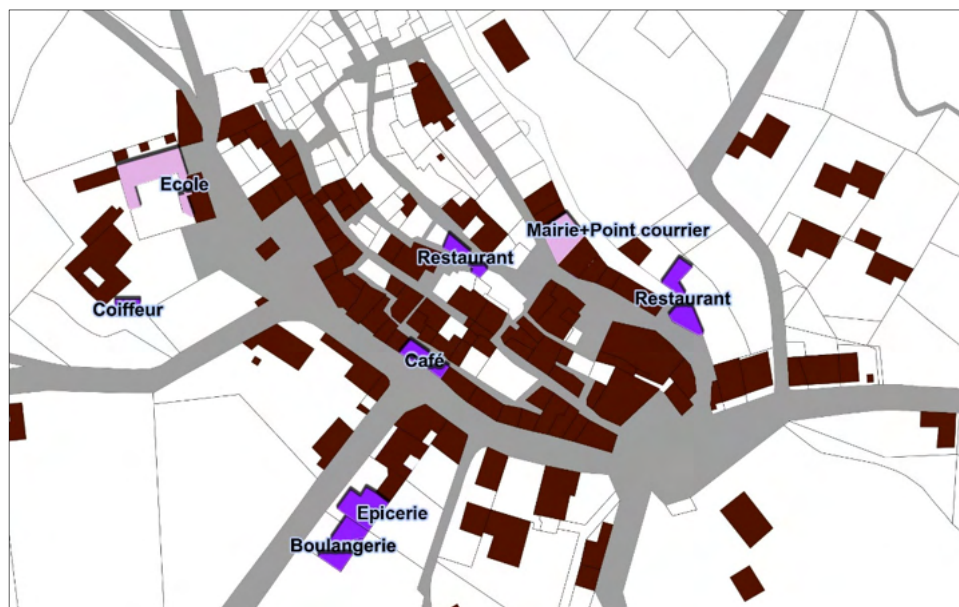 Ecole
Mairie+Point courrier
Restaurant
Restaurant
Coiffeur
Café
Epicerie
Boulangerie